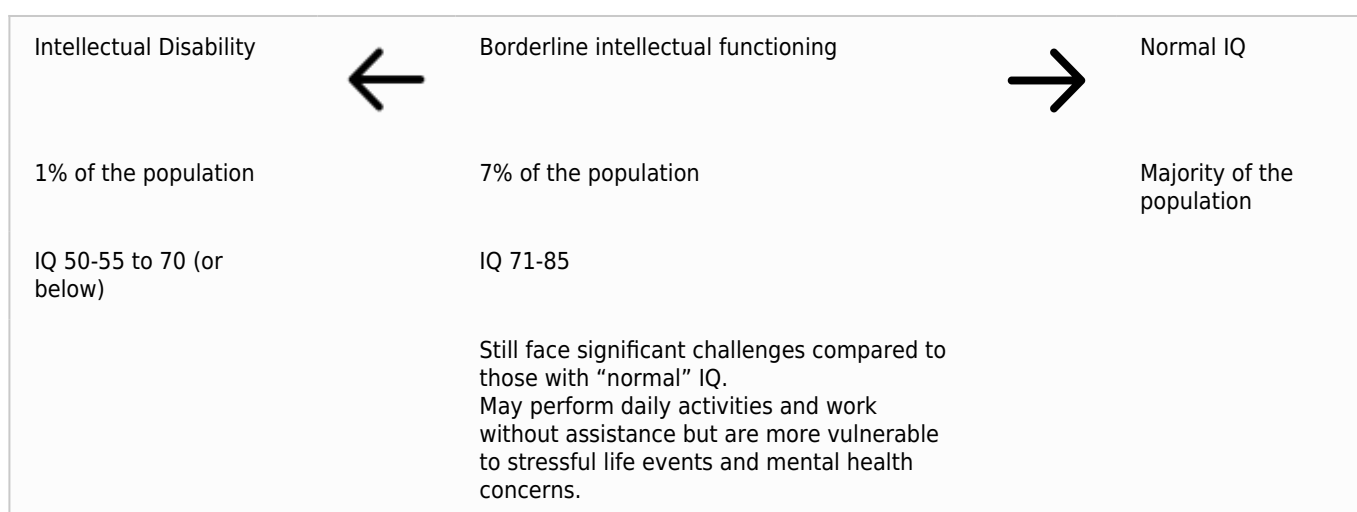 Intellectual Disability
Borderline intellectual functioning
Normal IQ
1% of the population
7% of the population
Majority of the
population
IQ 50-55 to 70 (or
below)
IQ 71-85
Still face significant challenges compared to
those with “normal” IQ.
May perform daily activities and work
without assistance but are more vulnerable
to stressful life events and mental health
concerns.